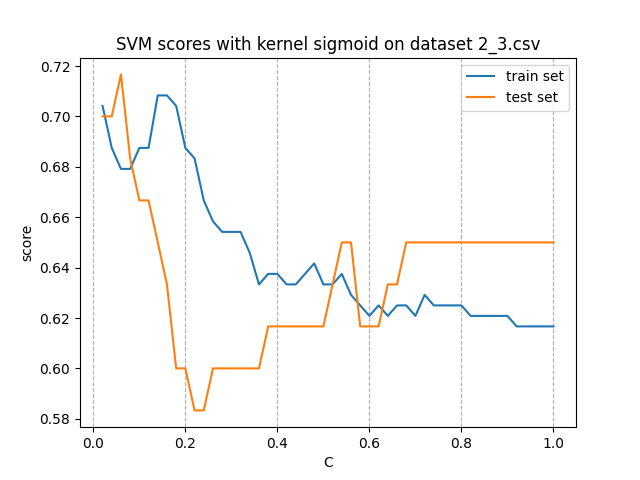 SVM scores with kernel sigmoid on dataset 2_3.csv
train set
test set
0.72
0.70
0.68
0.66
0.64
0.62
0.60
0.58
score
0.0 0.2 0.4 0.6 0.8 1.0
C